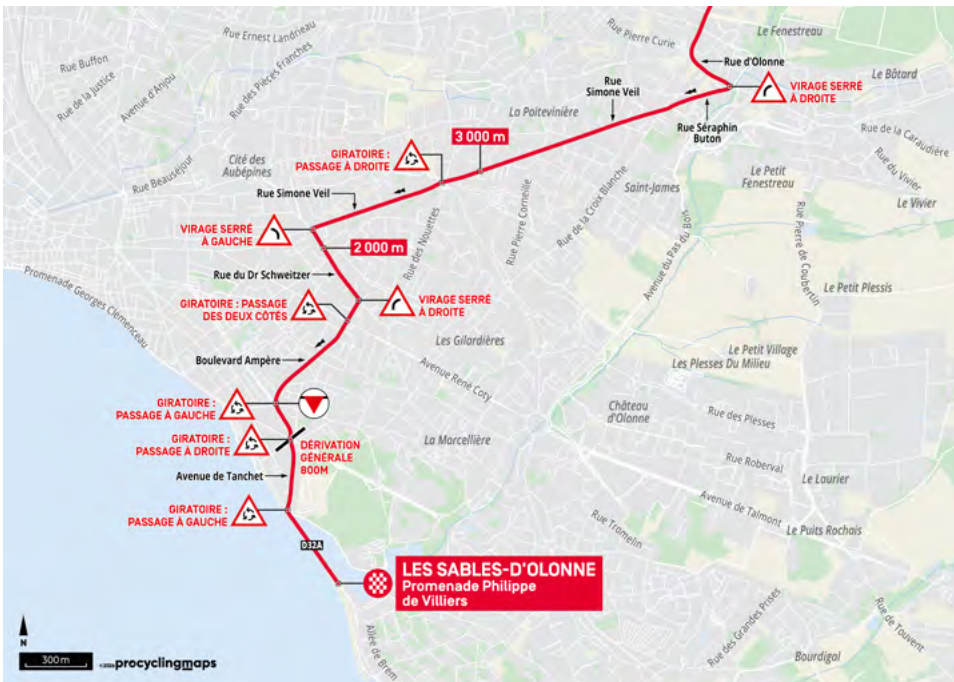 Le Fenestreau
Rue Pierre Curie
Rue Ernest Landrieau
Rue Buffon
Rue de la Justice
Avenue d'Anjou
Rue des Pièces Franches
Rue d'Olonne
Le Bâtard
VIRAGE SERRÉ
À DROITE
Rue
Simone Veil
La Poitevinière
Rue Séraphin
Buton
Rue de la Caraudière
3 000 m
GIRATOIRE :
PASSAGE À DROITE
Cité des
Aubépines
Rue Beauséjour
Rue du Vivier
Le Petit
Fenestreau
Saint-James
Le Vivier
Rue Simone Veil
Rue des Nouettes
Rue Pierre Corneille
Rue de la Croix Blanche
Avenue du Pas du Bois
Rue Pierre de Coubertin
VIRAGE SERRÉ
À GAUCHE
2 000 m
Promenade Georges Clemenceau
Rue du Dr Schweitzer
Le Petit Plessis
GIRATOIRE : PASSAGE
DES DEUX CÔTÉS
VIRAGE SERRÉ
À DROITE
Les Gilardières
Le Petit Village
Les Plesses Du Milieu
Boulevard Ampère
Avenue René Coty
GIRATOIRE :
PASSAGE À GAUCHE
Château
d'Olonne
Rue des Plesses
La Marcellière
GIRATOIRE :
PASSAGE À DROITE
DÉRIVATION
GÉNÉRALE
800M
Rue Roberval
Avenue de Tanchet
Le Laurier
Avenue de Talmont
GIRATOIRE :
PASSAGE À GAUCHE
Rue Tromelin
Le Puits Rochais
D32A
LES SABLES-D'OLONNE
Promenade Philippe
de Villiers
Allée de Brem
Rue des Grandes Prises
Rue de Touvent
Bourdigal
N
300m
procyclingmaps